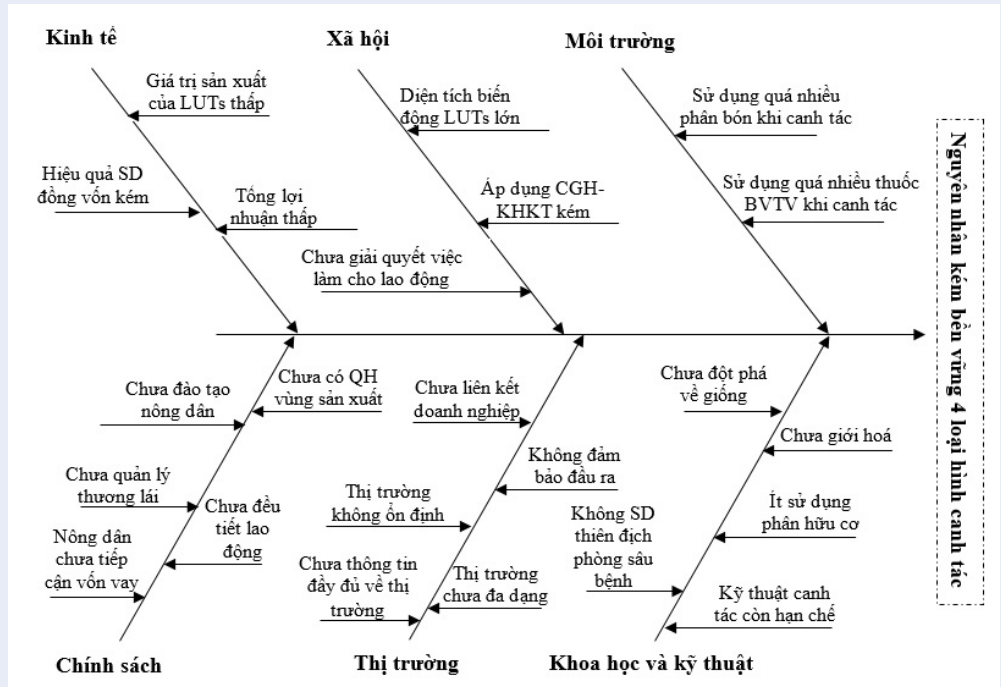 Kinh tế
Xã hội
Môi trường
Giá trị sản xuất
của LUTs thấp
Hiệu quả SD
đồng vốn kém
Tổng lợi
nhuận thấp
Diện tích biến
động LUTs lớn
Áp dụng CGH-
KHKT kém
Chưa giải quyết việc
làm cho lao động
Sử dụng quá nhiều
phân bón khi canh tác
Sử dụng quá nhiều thuốc
BVTV khi canh tác
Nguyên nhân kém bền vững 4 loại hình canh tác
Chưa đào tạo
nông dân
Chưa có QH
vùng sản xuất
Chưa quản lý
thương lái
Chưa đều
tiết lao
động
Nông dân
chưa tiếp
cận vốn vay
Chưa liên kết
doanh nghiệp
Không đảm
bảo đầu ra
Thị trường
không ổn định
Chưa thông tin
đầy đủ về thị
trường
Thị trường
chưa đa dạng
Chưa đột phá
về giống
Chưa giới hoá
Ít sử dụng
phân hữu cơ
Không SD
thiên địch
phòng sâu
bệnh
Kỹ thuật canh
tác còn hạn chế
Chính sách
Thị trường
Khoa học và kỹ thuật